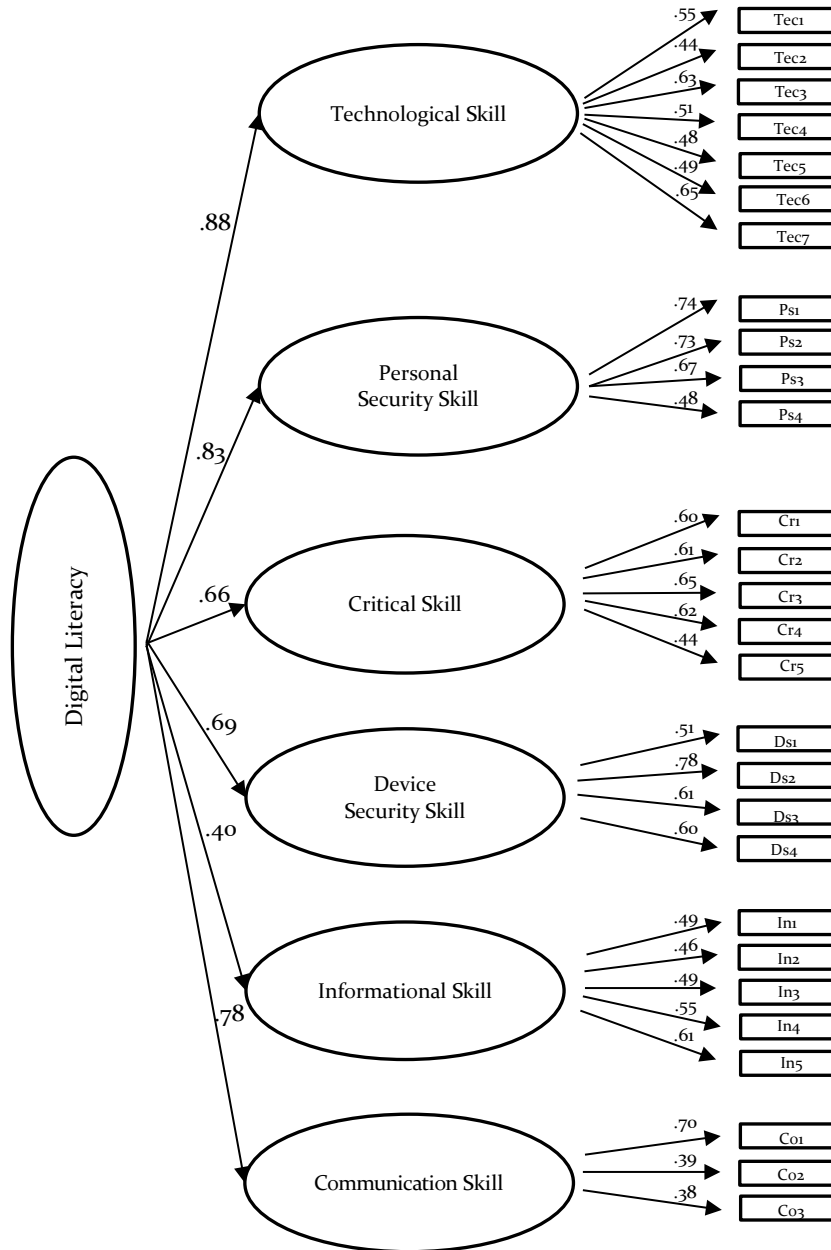 .55
Tec1
.44
Tec2
.63
Tec3
.51
Tec4
.48
Tec5
.49
Tec6
.65
Tec7
Technological Skill
.88
.74
Ps1
.73
Ps2
.67
Ps3
.48
Ps4
Personal
Security Skill
.83
.60
Cr1
.61
Cr2
.65
Cr3
.62
Cr4
.44
Cr5
Critical Skill
.66
Digital Literacy
.69
.51
Ds1
.78
Ds2
.61
Ds3
.60
Ds4
Device
Security Skill
.40
.49
In1
.46
In2
.49
In3
.55
In4
.61
In5
Informational Skill
.78
.70
Co1
.39
Co2
.38
Co3
Communication Skill